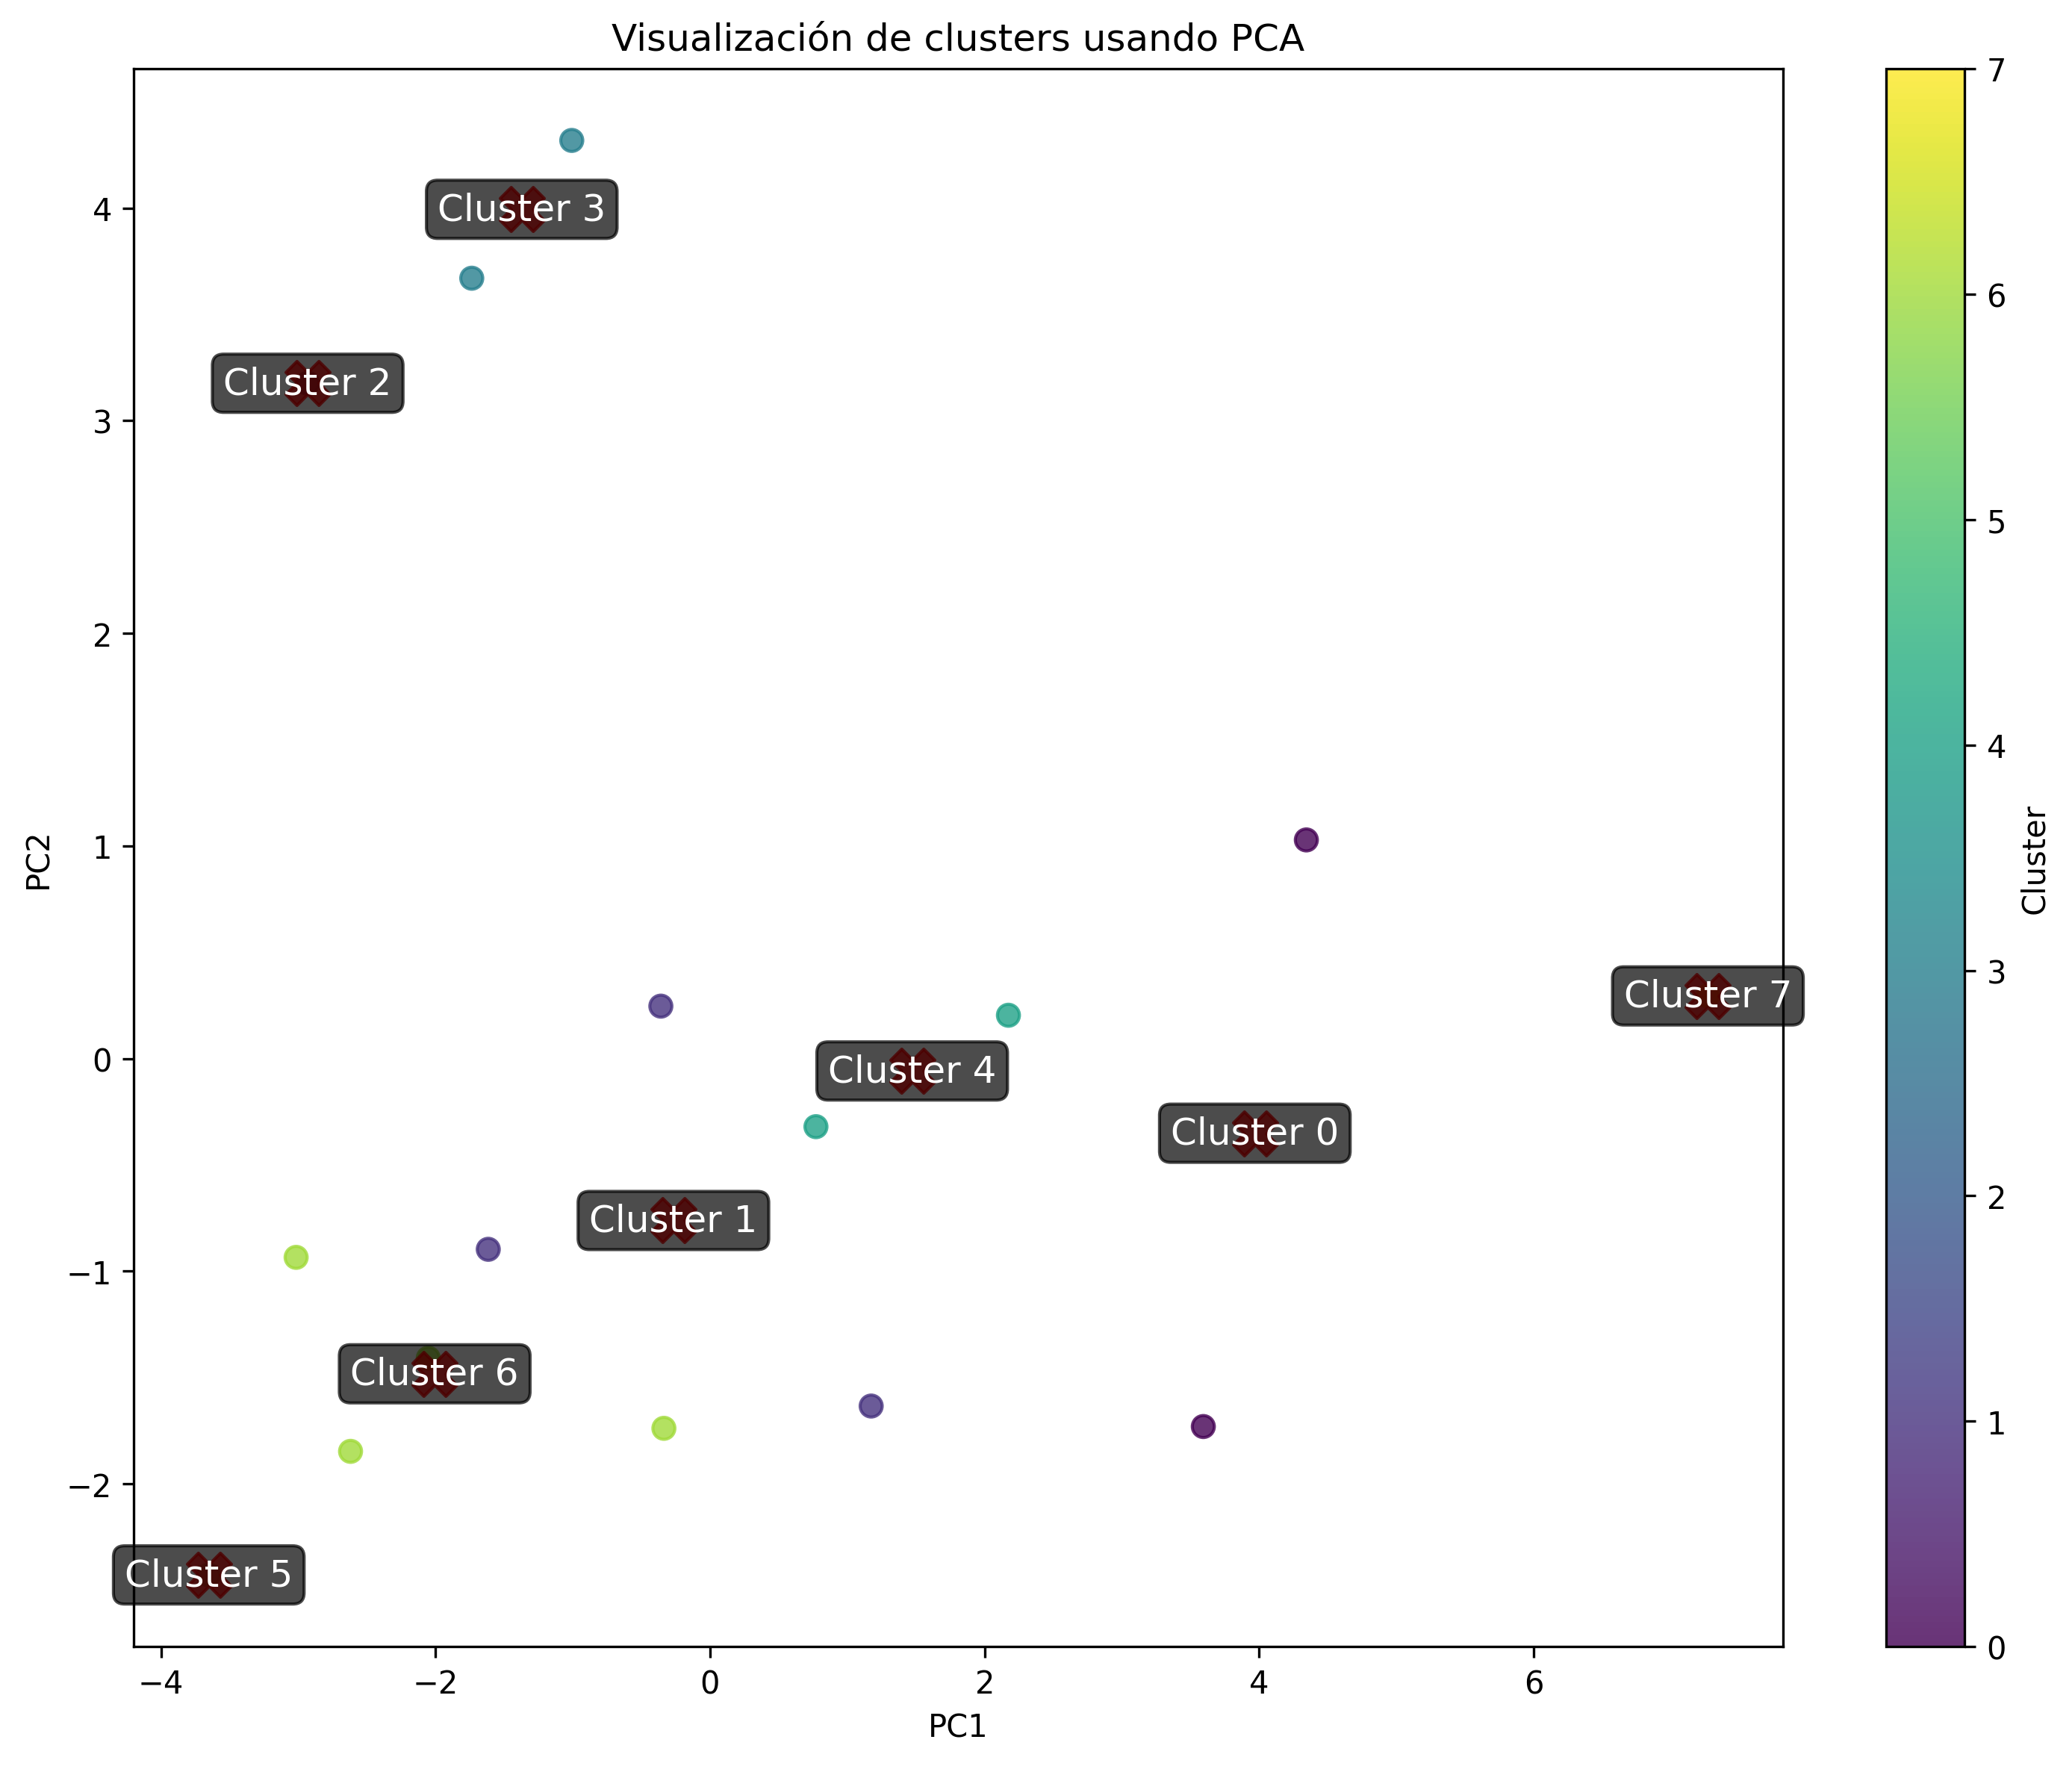 Visualización de clusters usando PCA
7
Cluster 3
4
6
Cluster 2
3
5
2
4
PC2
1
Cluster
Cluster 7
3
0
Cluster 4
Cluster 0
Cluster 1
2
−1
Cluster 6
1
−2
Cluster 5
0
−4 −2 0 2 4 6
PC1